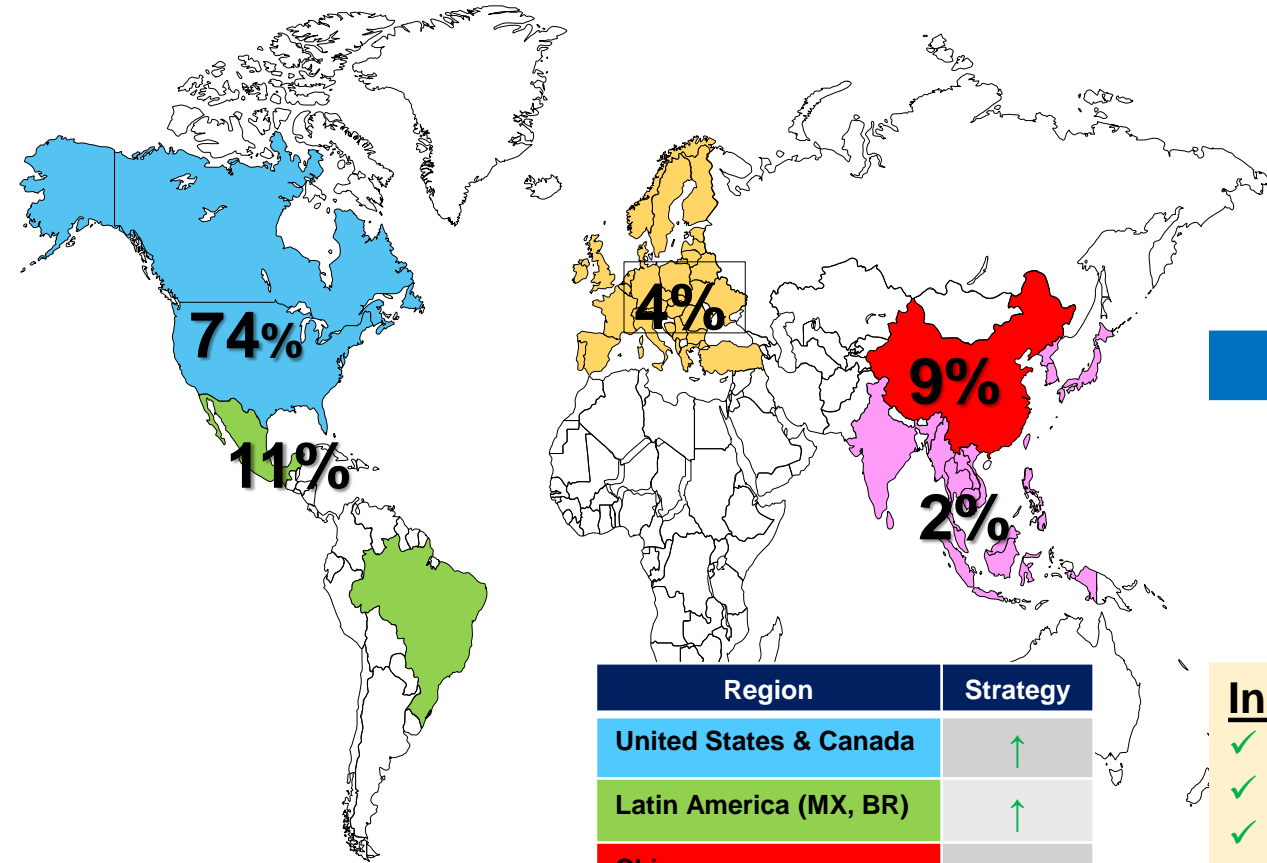 74%
4%
9%
11%
2%
Region Strategy
United States & Canada ↑
Latin America (MX, BR) ↑
In
✓
✓
✓